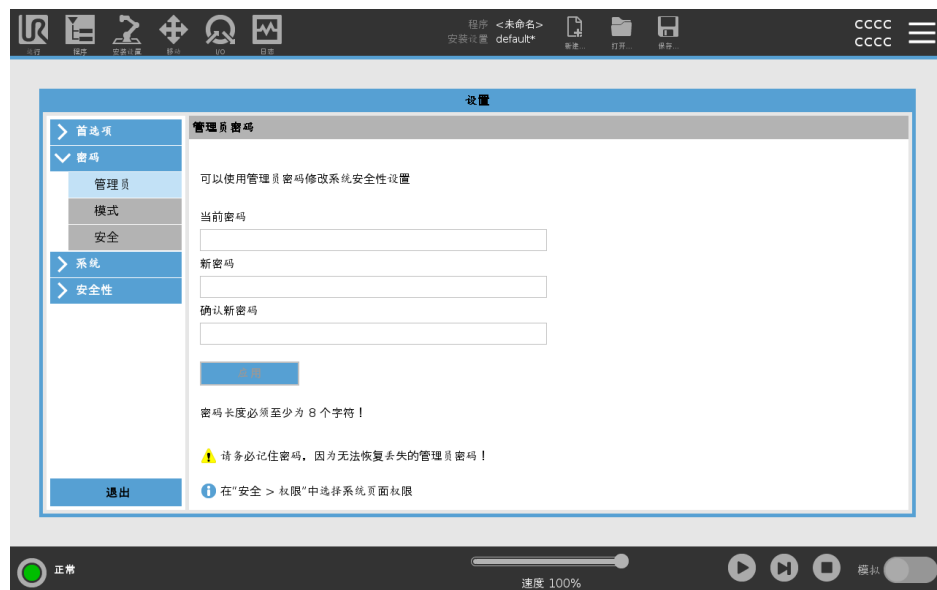 UR
运行
程序
安装设置
移动
I/O
日志
程序 <未命名>
安装设置 default*
新建...
打开...
保存...
cccc
cccc
设置
首选项
密码
管理员
模式
安全
系统
安全性
退出
管理员密码
可以使用管理员密码修改系统安全性设置
当前密码
新密码
确认新密码
应用
密码长度必须至少为 8 个字符！
请务必记住密码，因为无法恢复丢失的管理员密码！
在“安全 > 权限”中选择系统页面权限
正常
速度 100%
模拟